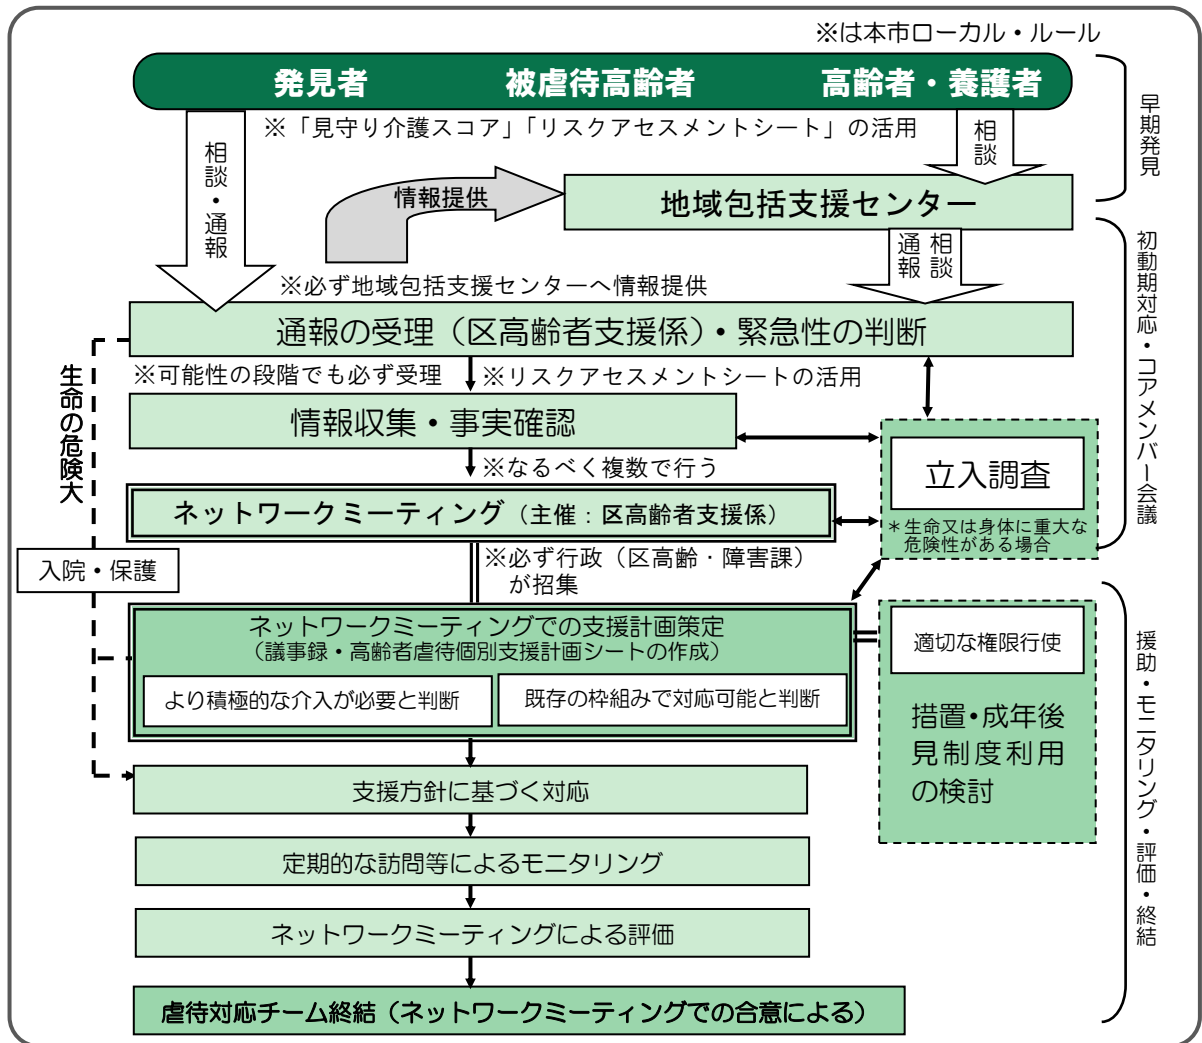 ※は本市ローカル・ルール
発見者 被虐待高齢者 高齢者・養護者
※「見守り介護スコア」「リスクアセスメントシート」の活用
相談・通報
相談
早期発見
情報提供
地域包括支援センター
相談
通報
※必ず地域包括支援センターへ情報提供
通報の受理（区高齢者支援係）・緊急性の判断
初動期対応・コアメンバー会議
生命の危険大
※可能性の段階でも必ず受理
※リスクアセスメントシートの活用
情報収集・事実確認
※なるべく複数で行う
立入調査
＊生命又は身体に重大な
危険性がある場合
ネットワークミーティング（主催：区高齢者支援係）
※必ず行政（区高齢・障害課）
が招集
入院・保護
ネットワークミーティングでの支援計画策定
（議事録・高齢者虐待個別支援計画シートの作成）
より積極的な介入が必要と判断
既存の枠組みで対応可能と判断
適切な権限行使
措置・成年後
見制度利用
の検討
援助・モニタリング・評価・終結
支援方針に基づく対応
定期的な訪問等によるモニタリング
ネットワークミーティングによる評価
虐待対応チーム終結（ネットワークミーティングでの合意による）